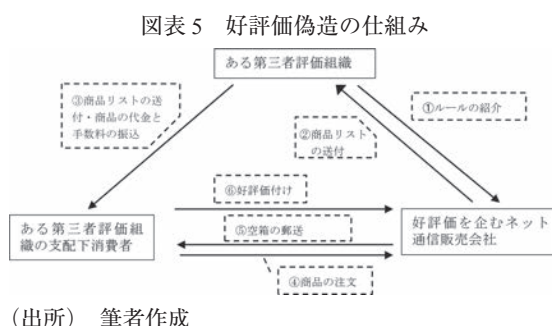 図表5　好評価偽造の仕組み
ある第三者評価組織
③商品リストの送
付・商品の代金と
手数料の振込
①ルールの紹介
②商品リスト
の送付
⑥好評価付け
ある第三者評価組
織の支配下消費者
⑤空箱の郵送
好評価を企むネット
通信販売会社
④商品の注文
（出所）　筆者作成